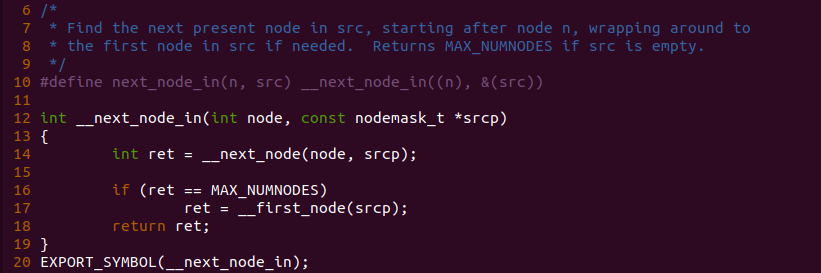 6 /*
7  * Find the next present node in src, starting after node n, wrapping around to
8  * the first node in src if needed.  Returns MAX_NUMNODES if src is empty.
9  */
10 #define next_node_in(n, src) __next_node_in((n), &(src))
11
12 int __next_node_in(int node, const nodemask_t *srcp)
13 {
14         int ret = __next_node(node, srcp);
15
16         if (ret == MAX_NUMNODES)
17                 ret = __first_node(srcp);
18         return ret;
19 }
20 EXPORT_SYMBOL(__next_node_in);